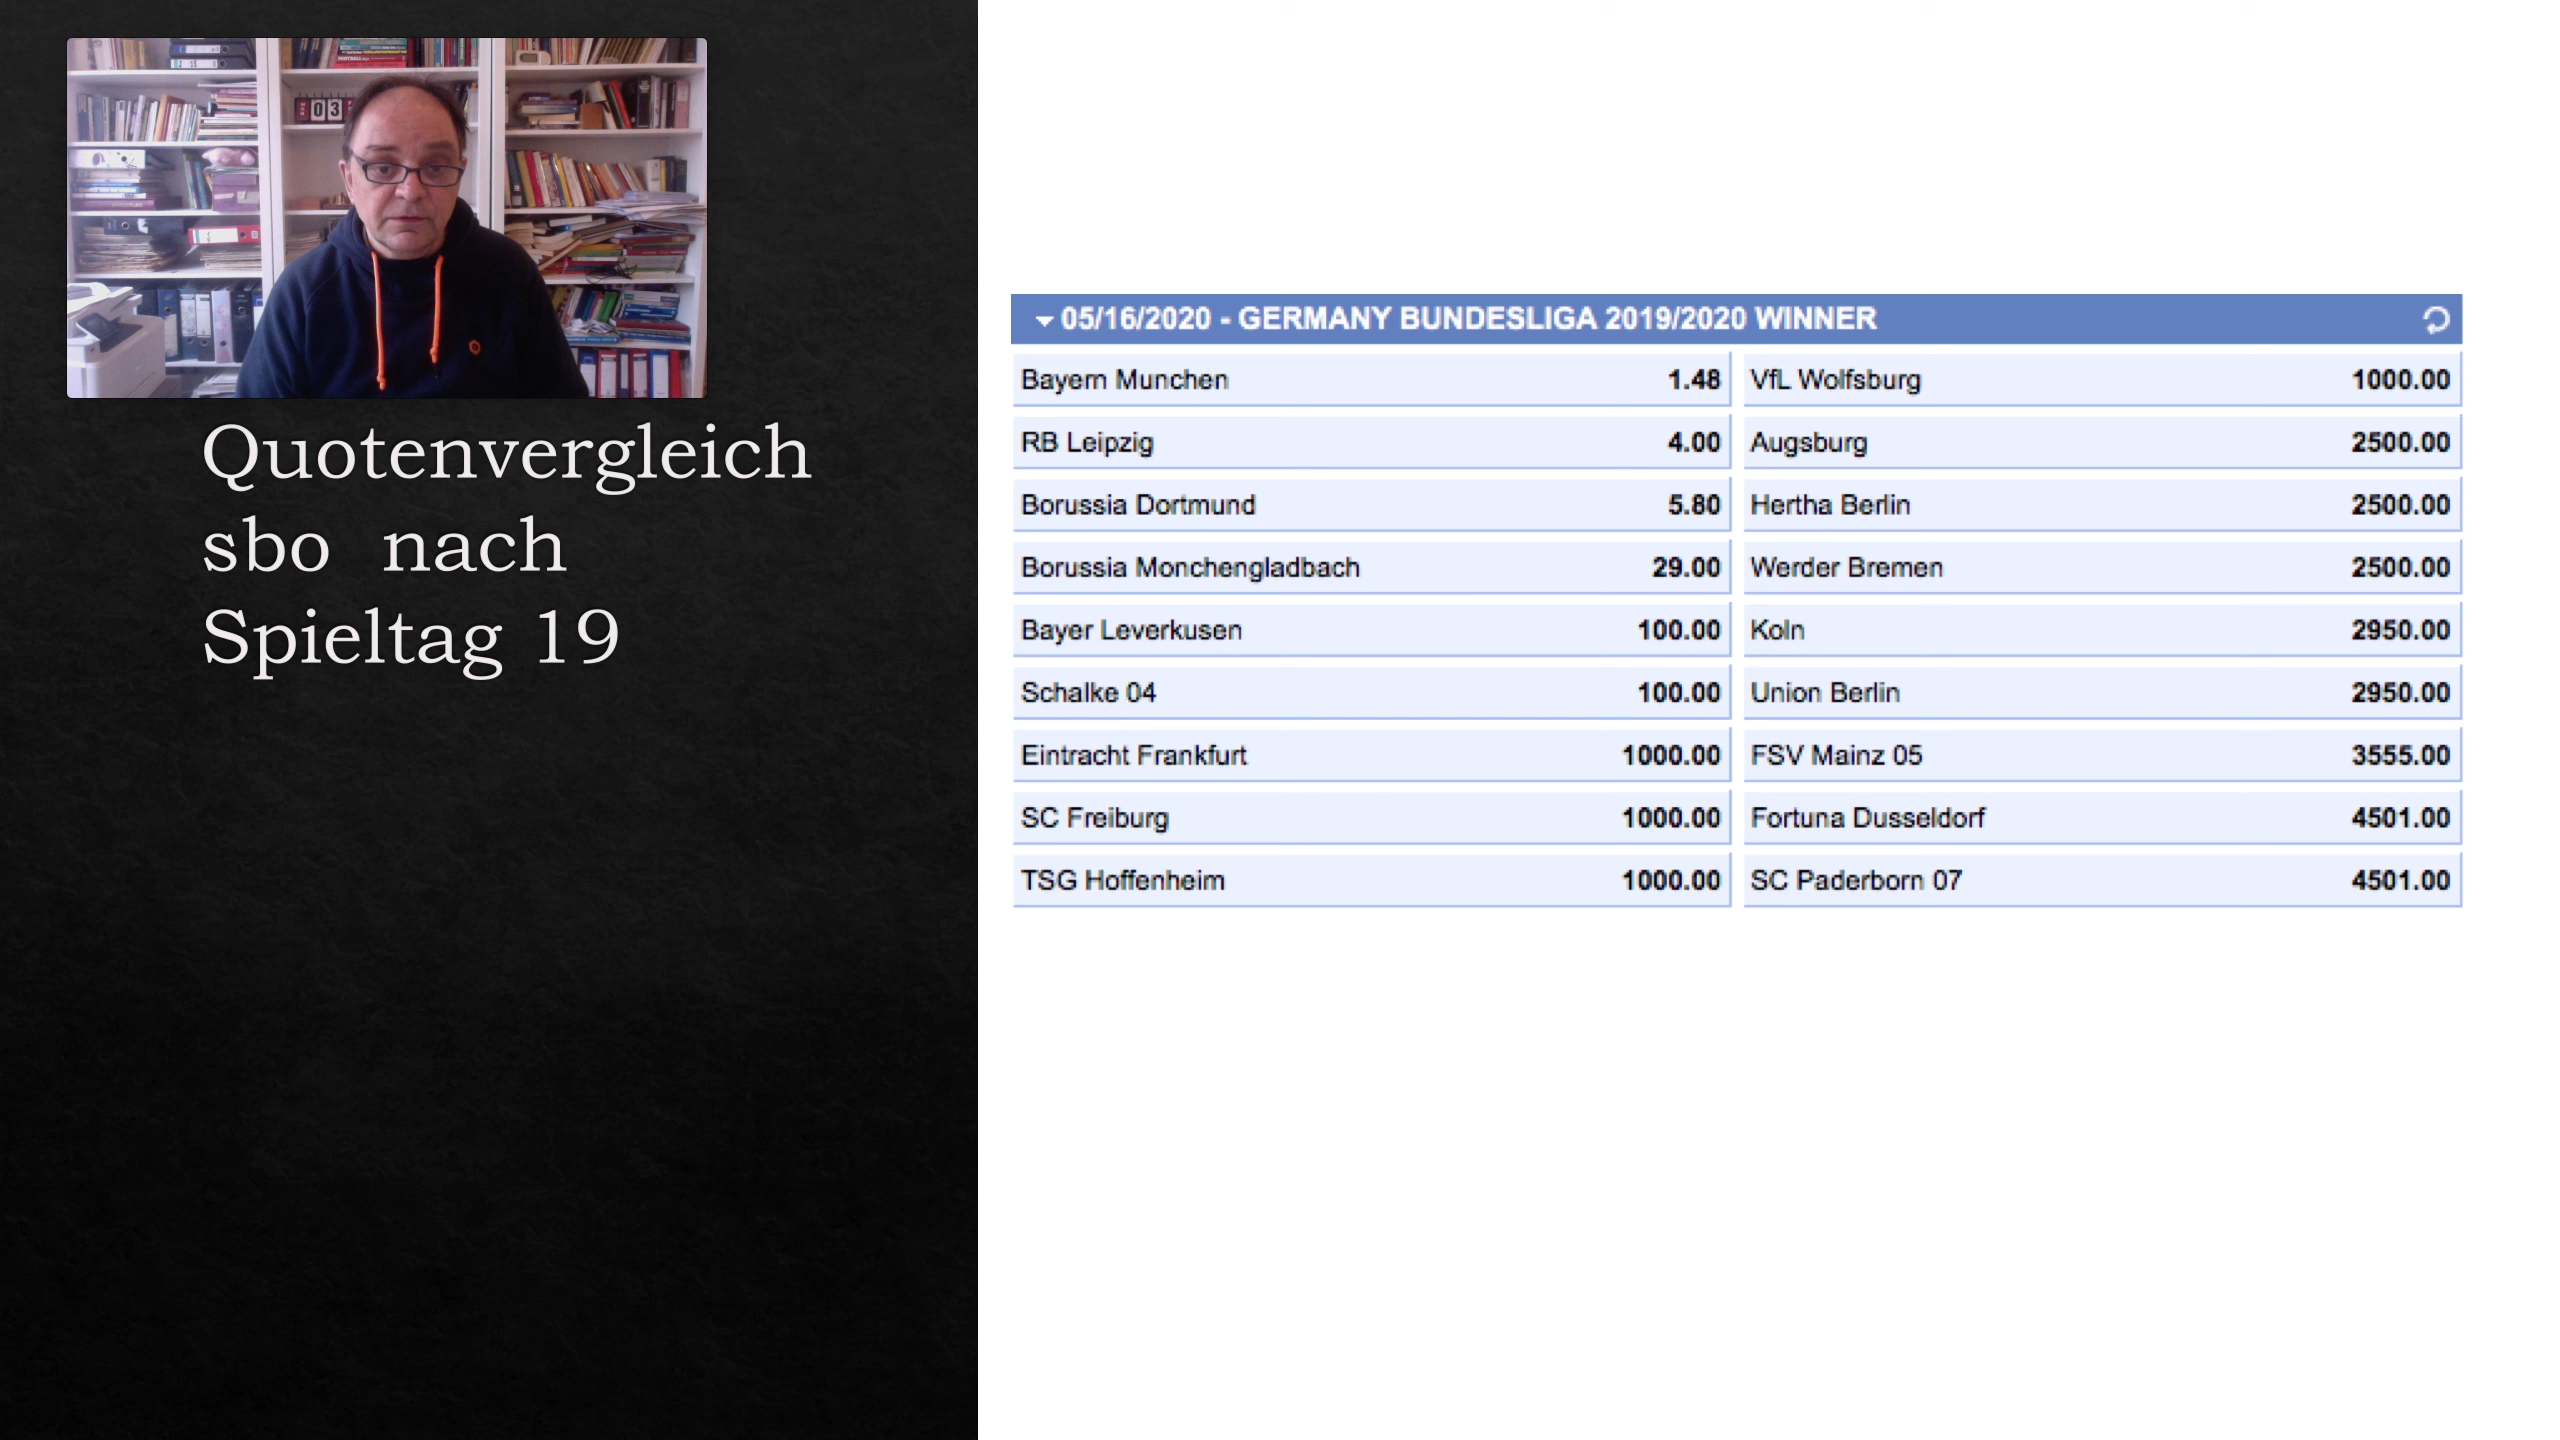 03
Quotenvergleich
sbo nach
Spieltag 19
05/16/2020 - GERMANY BUNDESLIGA 2019/2020 WINNER
Bayern Munchen 1.48 VfL Wolfsburg 1000.00
RB Leipzig 4.00 Augsburg 2500.00
Borussia Dortmund 5.80 Hertha Berlin 2500.00
Borussia Monchengladbach 29.00 Werder Bremen 2500.00
Bayer Leverkusen 100.00 Koln 2950.00
Schalke 04 100.00 Union Berlin 2950.00
Eintracht Frankfurt 1000.00 FSV Mainz 05 3555.00
SC Freiburg 1000.00 Fortuna Dusseldorf 4501.00
TSG Hoffenheim 1000.00 SC Paderborn 07 4501.00